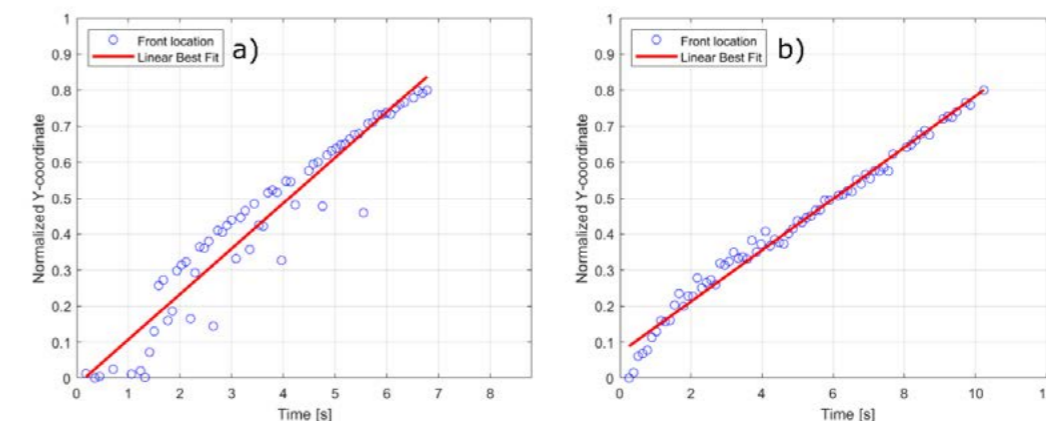 a)
Front location
Linear Best Fit
Normalized Y-coordinate
1
0.9
0.8
0.7
0.6
0.5
0.4
0.3
0.2
0.1
0
0 1 2 3 4 5 6 7 8
Time [s]
b)
Front location
Linear Best Fit
Normalized Y-coordinate
1
0.9
0.8
0.7
0.6
0.5
0.4
0.3
0.2
0.1
0
0 2 4 6 8 10 12
Time [s]